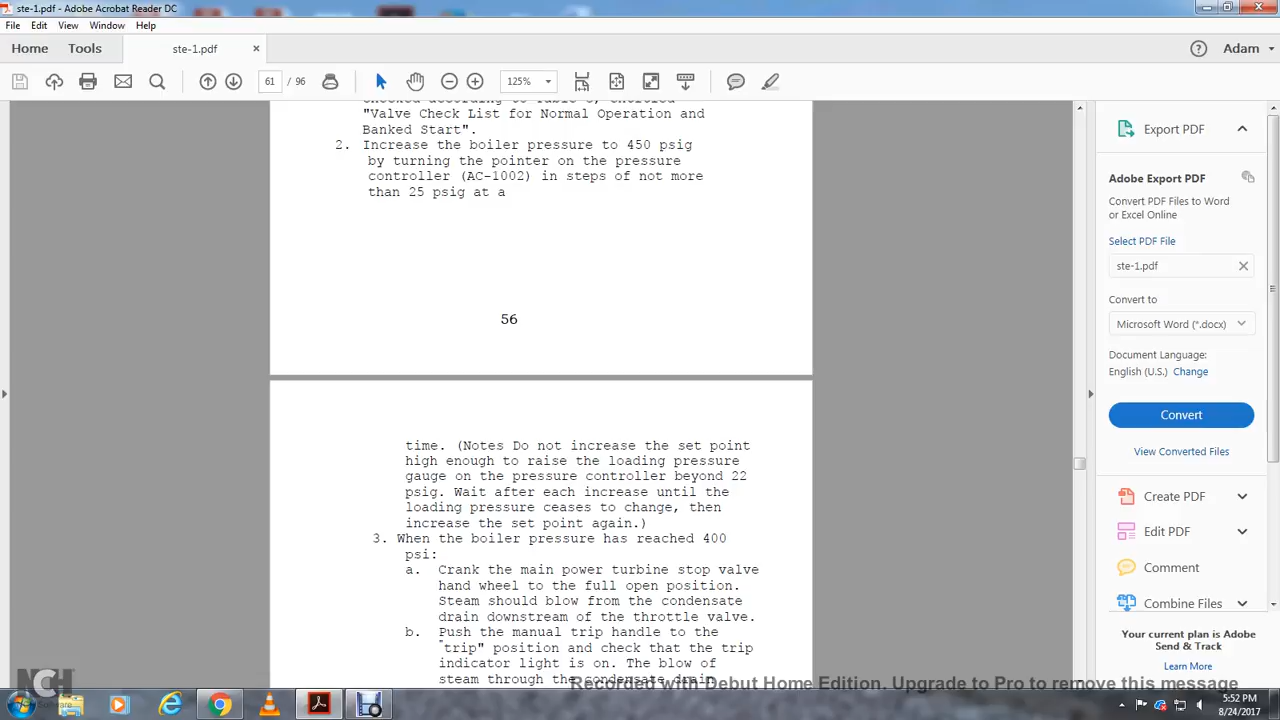 ste-1.pdf - Adobe Acrobat Reader DC
File Edit View Window Help
Home Tools ste-1.pdf × Adam
61 / 96 125%
checked according to Table 6, entitled
"Valve Check List for Normal Operation and
Banked Start".
2. Increase the boiler pressure to 450 psig
by turning the pointer on the pressure
controller (AC-1002) in steps of not more
than 25 psig at a
56
time. (Notes Do not increase the set point
high enough to raise the loading pressure
gauge on the pressure controller beyond 22
psig. Wait after each increase until the
loading pressure ceases to change, then
increase the set point again.)
3. When the boiler pressure has reached 400
psi:
a. Crank the main power turbine stop valve
hand wheel to the full open position.
Steam should blow from the condensate
drain downstream of the throttle valve.
b. Push the manual trip handle to the
"trip" position and check that the trip
indicator light is on. The blow of
steam through the condensate drain
Export PDF
Adobe Export PDF
Convert PDF Files to Word
or Excel Online
Select PDF File
ste-1.pdf
Convert to
Microsoft Word (*.docx)
Document Language:
English (U.S.) Change
Convert
View Converted Files
Create PDF
Edit PDF
Comment
Combine Files
Your current plan is Adobe
Send & Track
Learn More
NCH
Software
Recorded with Debut Home Edition. Upgrade to Pro to remove this message
5:52 PM
8/24/2017